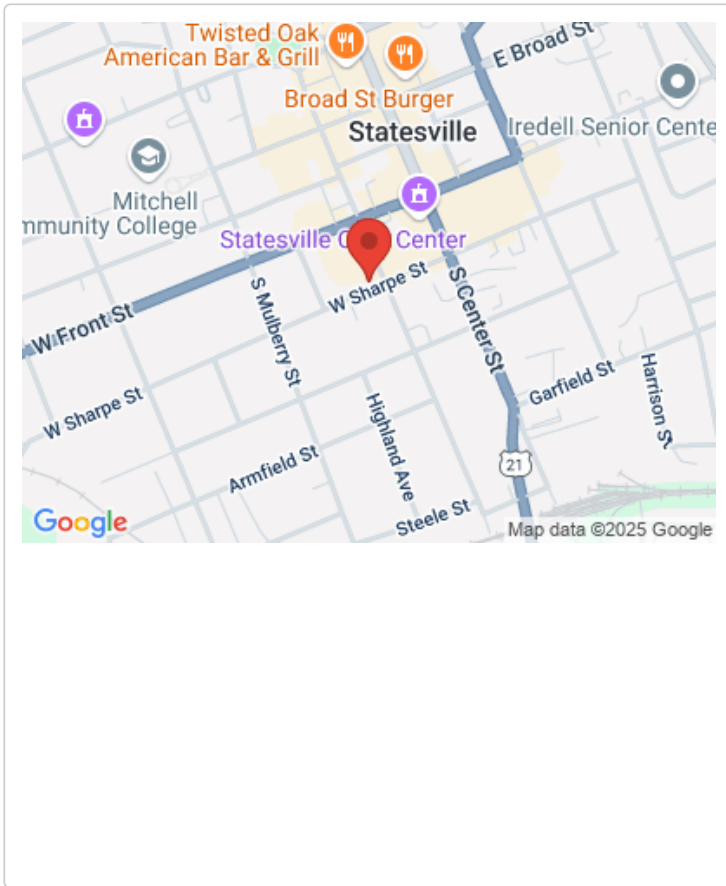 Twisted Oak
American Bar & Grill
E Broad St
Broad St Burger
Statesville
Iredell Senior Cente
Mitchell
mmunity College
Statesville C Center
W Sharpe St
S Mulberry St
S Center St
W Front St
Garfield St
Harrison S
W Sharpe St
Highland Ave
Armfield St
21
Steele St
Google
Map data ©2025 Google